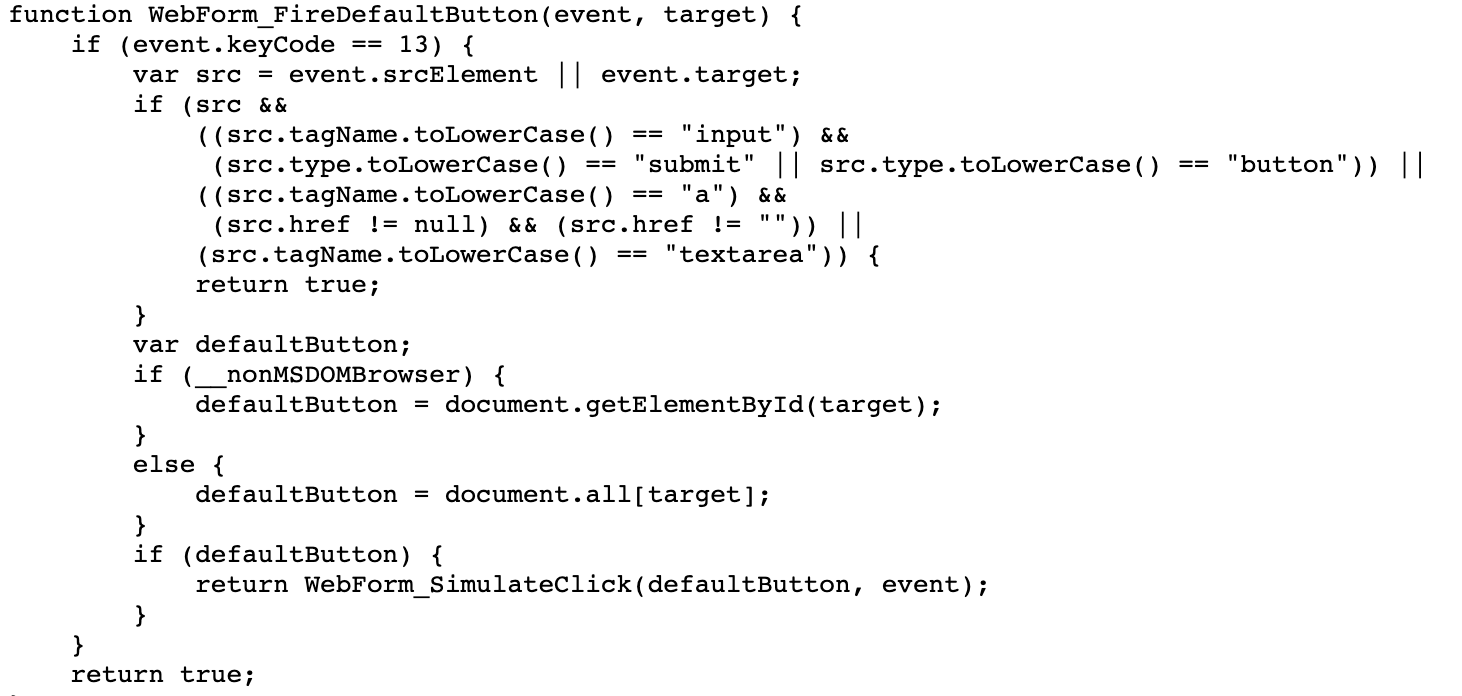 function WebForm_FireDefaultButton(event, target) {
    if (event.keyCode == 13) {
        var src = event.srcElement || event.target;
        if (src &&
            ((src.tagName.toLowerCase() == "input") &&
             (src.type.toLowerCase() == "submit" || src.type.toLowerCase() == "button")) ||
            ((src.tagName.toLowerCase() == "a") &&
             (src.href != null) && (src.href != "")) ||
            (src.tagName.toLowerCase() == "textarea")) {
            return true;
        }
        var defaultButton;
        if (__nonMSDOMBrowser) {
            defaultButton = document.getElementById(target);
        }
        else {
            defaultButton = document.all[target];
        }
        if (defaultButton) {
            return WebForm_SimulateClick(defaultButton, event);
        }
    }
    return true;